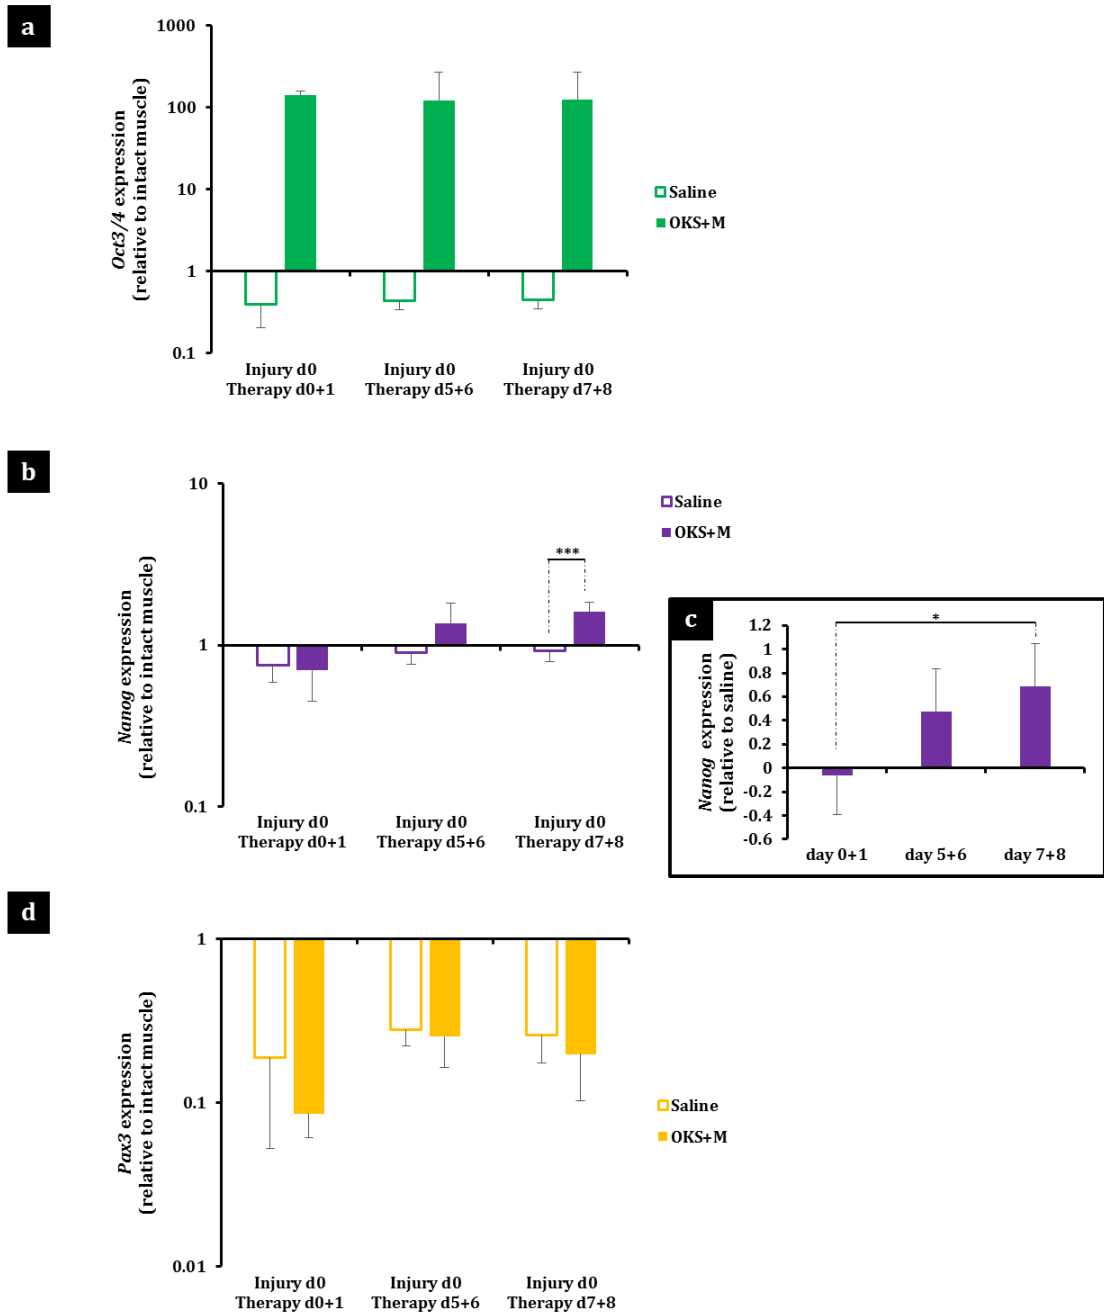 a
1000
100
10
1
0.1
Oct3/4 expression
(relative to intact muscle)
Saline
OKS+M
Injury d0
Therapy d0+1
Injury d0
Therapy d5+6
Injury d0
Therapy d7+8
b
10
1
0.1
Nanog expression
(relative to intact muscle)
***
Saline
OKS+M
Injury d0
Therapy d0+1
Injury d0
Therapy d5+6
Injury d0
Therapy d7+8
c
1.2
1
0.8
0.6
0.4
0.2
0
-0.2
-0.4
-0.6
Nanog expression
(relative to saline)
*
day 0+1
day 5+6
day 7+8
d
1
0.1
0.01
Pax3 expression
(relative to intact muscle)
Saline
OKS+M
Injury d0
Therapy d0+1
Injury d0
Therapy d5+6
Injury d0
Therapy d7+8